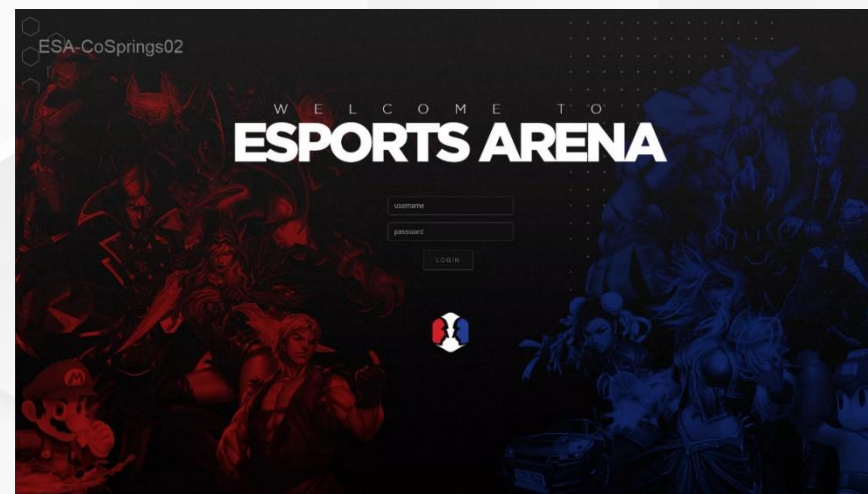 ESA-CoSprings02
WELCOME TO
ESPORTS ARENA
username
password
LOGIN
M